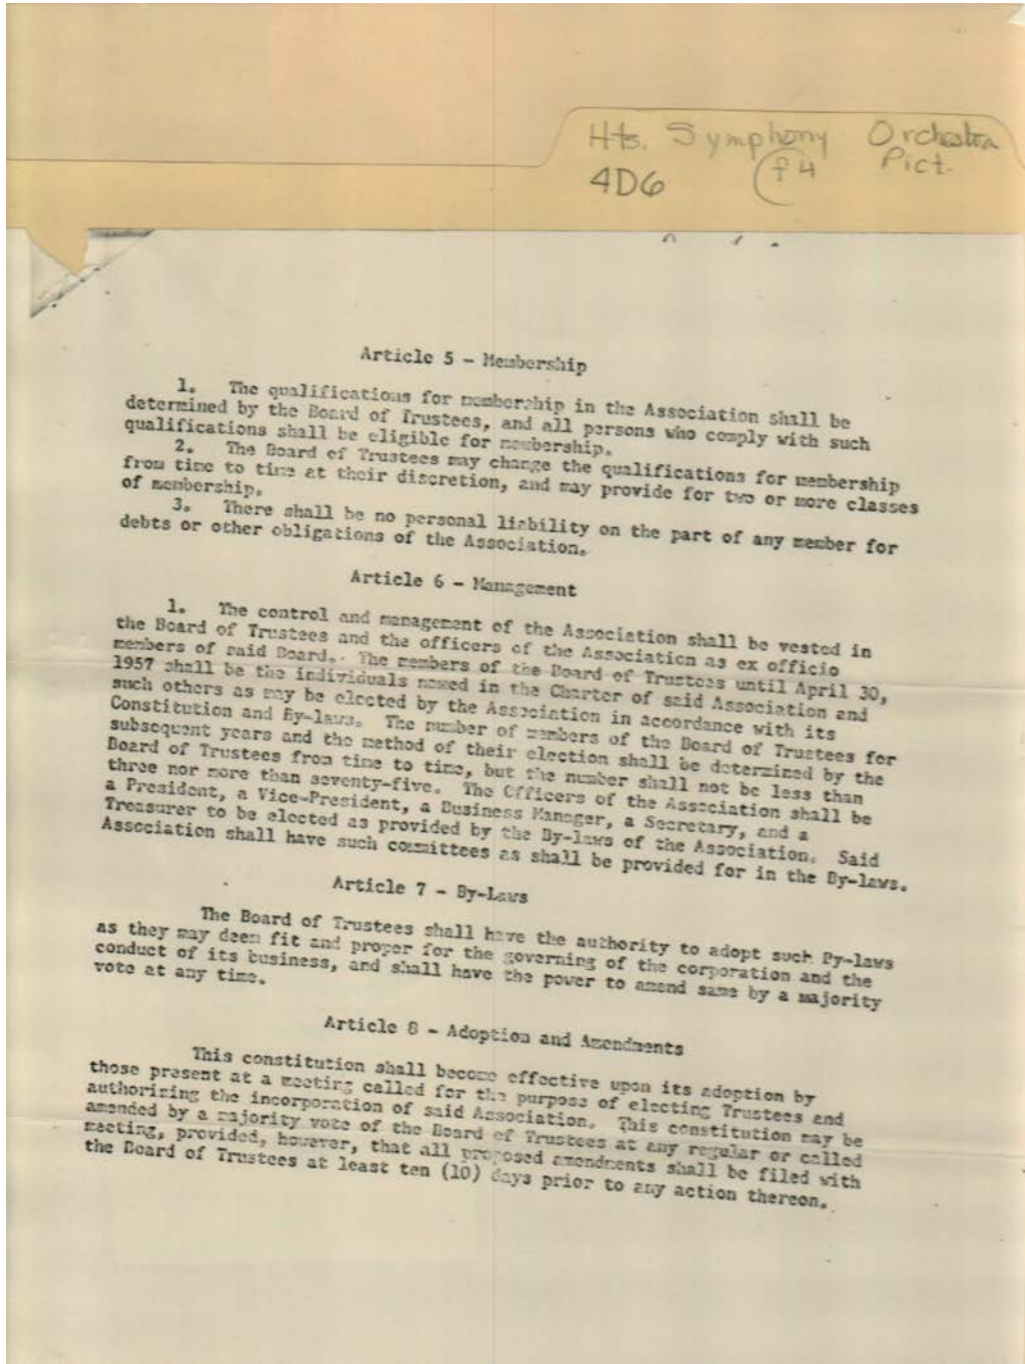 Hts. Symphony Orchestra
f4 Pict.
4D6
Article 5 - Membership
1. The qualifications for membership in the Association shall be
determined by the Board of Trustees, and all persons who comply with such
qualifications shall be eligible for membership.
2. The Board of Trustees may change the qualifications for membership
from time to time at their discretion, and may provide for two or more classes
of membership.
3. There shall be no personal liability on the part of any member for
debts or other obligations of the Association.
Article 6 - Management
1. The control and management of the Association shall be vested in
the Board of Trustees and the officers of the Association as ex officio
members of said Board. The members of the Board of Trustees until April 30,
1957 shall be the individuals named in the Charter of said Association and
such others as may be elected by the Association in accordance with its
Constitution and By-laws. The number of members of the Board of Trustees for
subsequent years and the method of their election shall be determined by the
Board of Trustees from time to time, but the number shall not be less than
three nor more than seventy-five. The Officers of the Association shall be
a President, a Vice-President, a Business Manager, a Secretary, and a
Treasurer to be elected as provided by the By-laws of the Association. Said
Association shall have such committees as shall be provided for in the By-laws.
Article 7 - By-Laws
The Board of Trustees shall have the authority to adopt such By-laws
as they may deem fit and proper for the governing of the corporation and the
conduct of its business, and shall have the power to amend same by a majority
vote at any time.
Article 8 - Adoption and Amendments
This constitution shall become effective upon its adoption by
those present at a meeting called for the purpose of electing Trustees and
authorizing the incorporation of said Association. This constitution may be
amended by a majority vote of the Board of Trustees at any regular or called
meeting, provided, however, that all proposed amendments shall be filed with
the Board of Trustees at least ten (10) days prior to any action thereon.